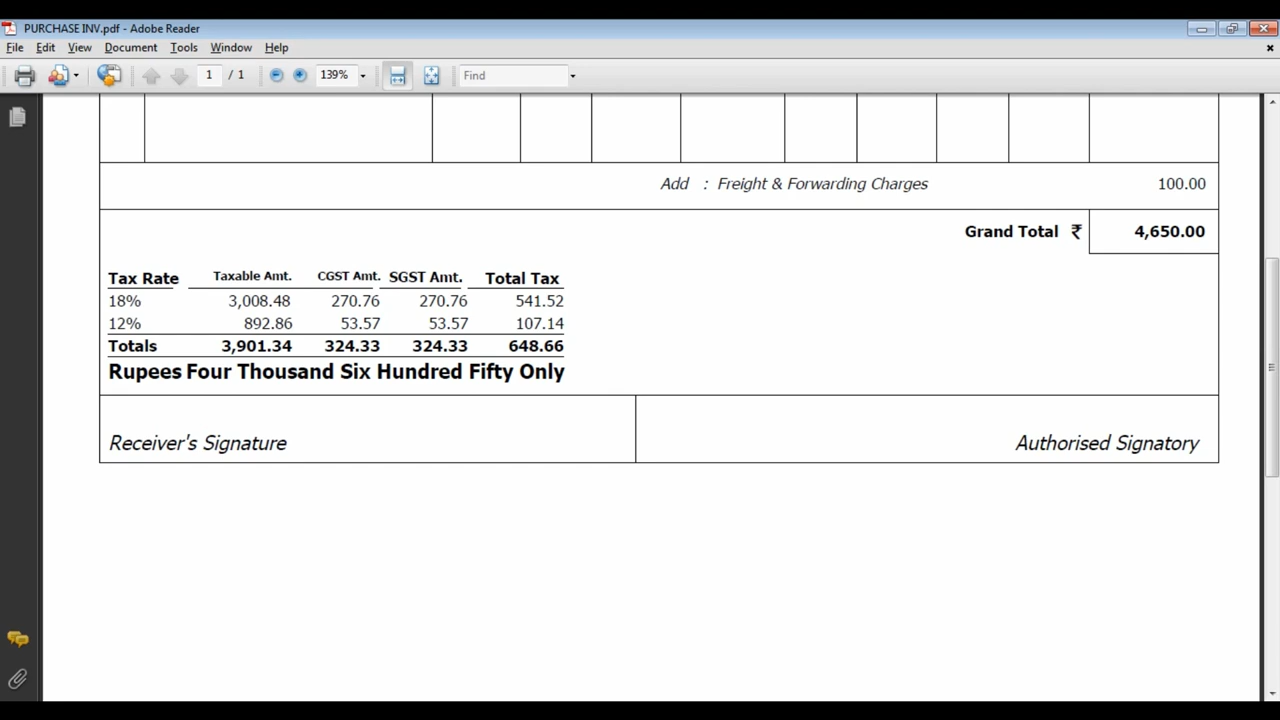 PURCHASE INV.pdf - Adobe Reader
File Edit View Document Tools Window Help
1 / 1 139% Find
Add : Freight & Forwarding Charges 100.00
Grand Total ₹ 4,650.00
Tax Rate Taxable Amt. CGST Amt. SGST Amt. Total Tax
18% 3,008.48 270.76 270.76 541.52
12% 892.86 53.57 53.57 107.14
Totals 3,901.34 324.33 324.33 648.66
Rupees Four Thousand Six Hundred Fifty Only
Receiver's Signature Authorised Signatory